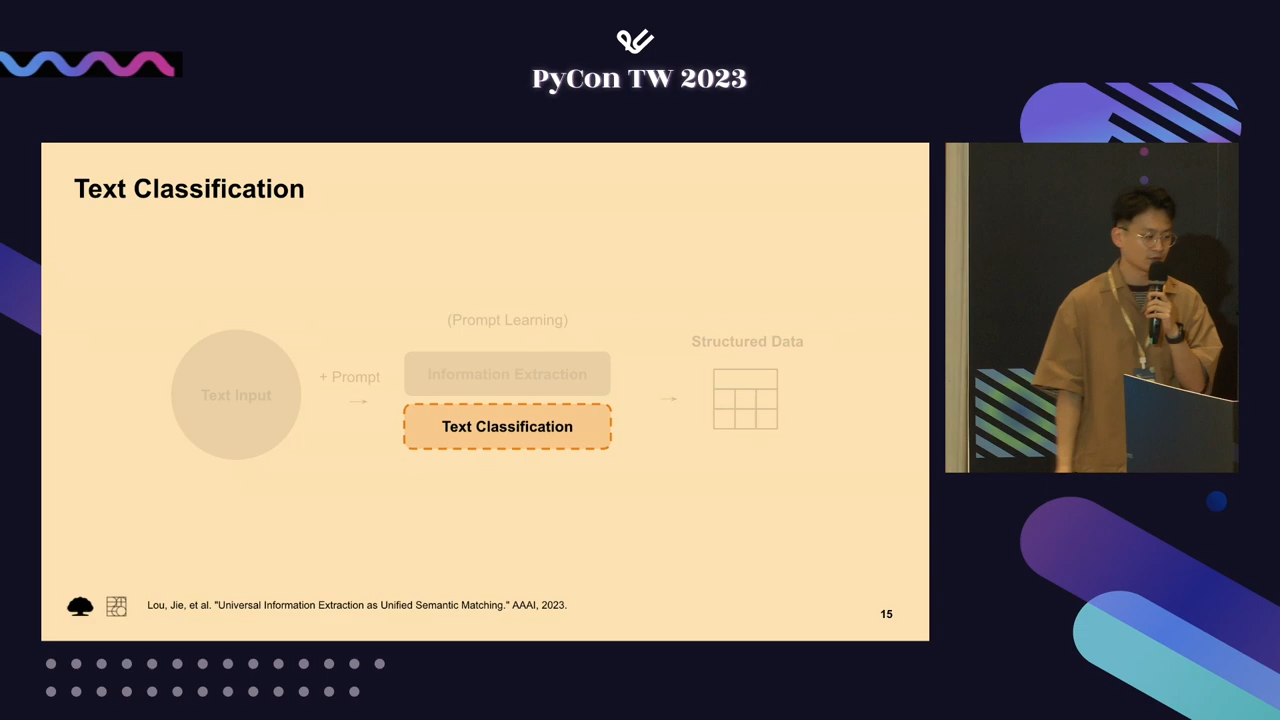 PyCon TW 2023
Text Classification
(Prompt Learning)
Structured Data
Information Extraction
+ Prompt
Text Input
Text Classification
Lou, Jie, et al. "Universal Information Extraction as Unified Semantic Matching." AAAI, 2023.
15